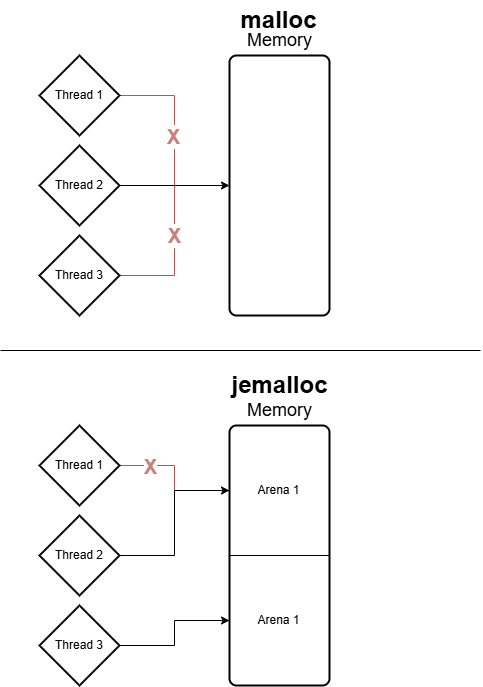 malloc
Memory
Thread 1
X
Thread 2
X
Thread 3
jemalloc
Memory
Thread 1
X
Arena 1
Thread 2
Arena 1
Thread 3